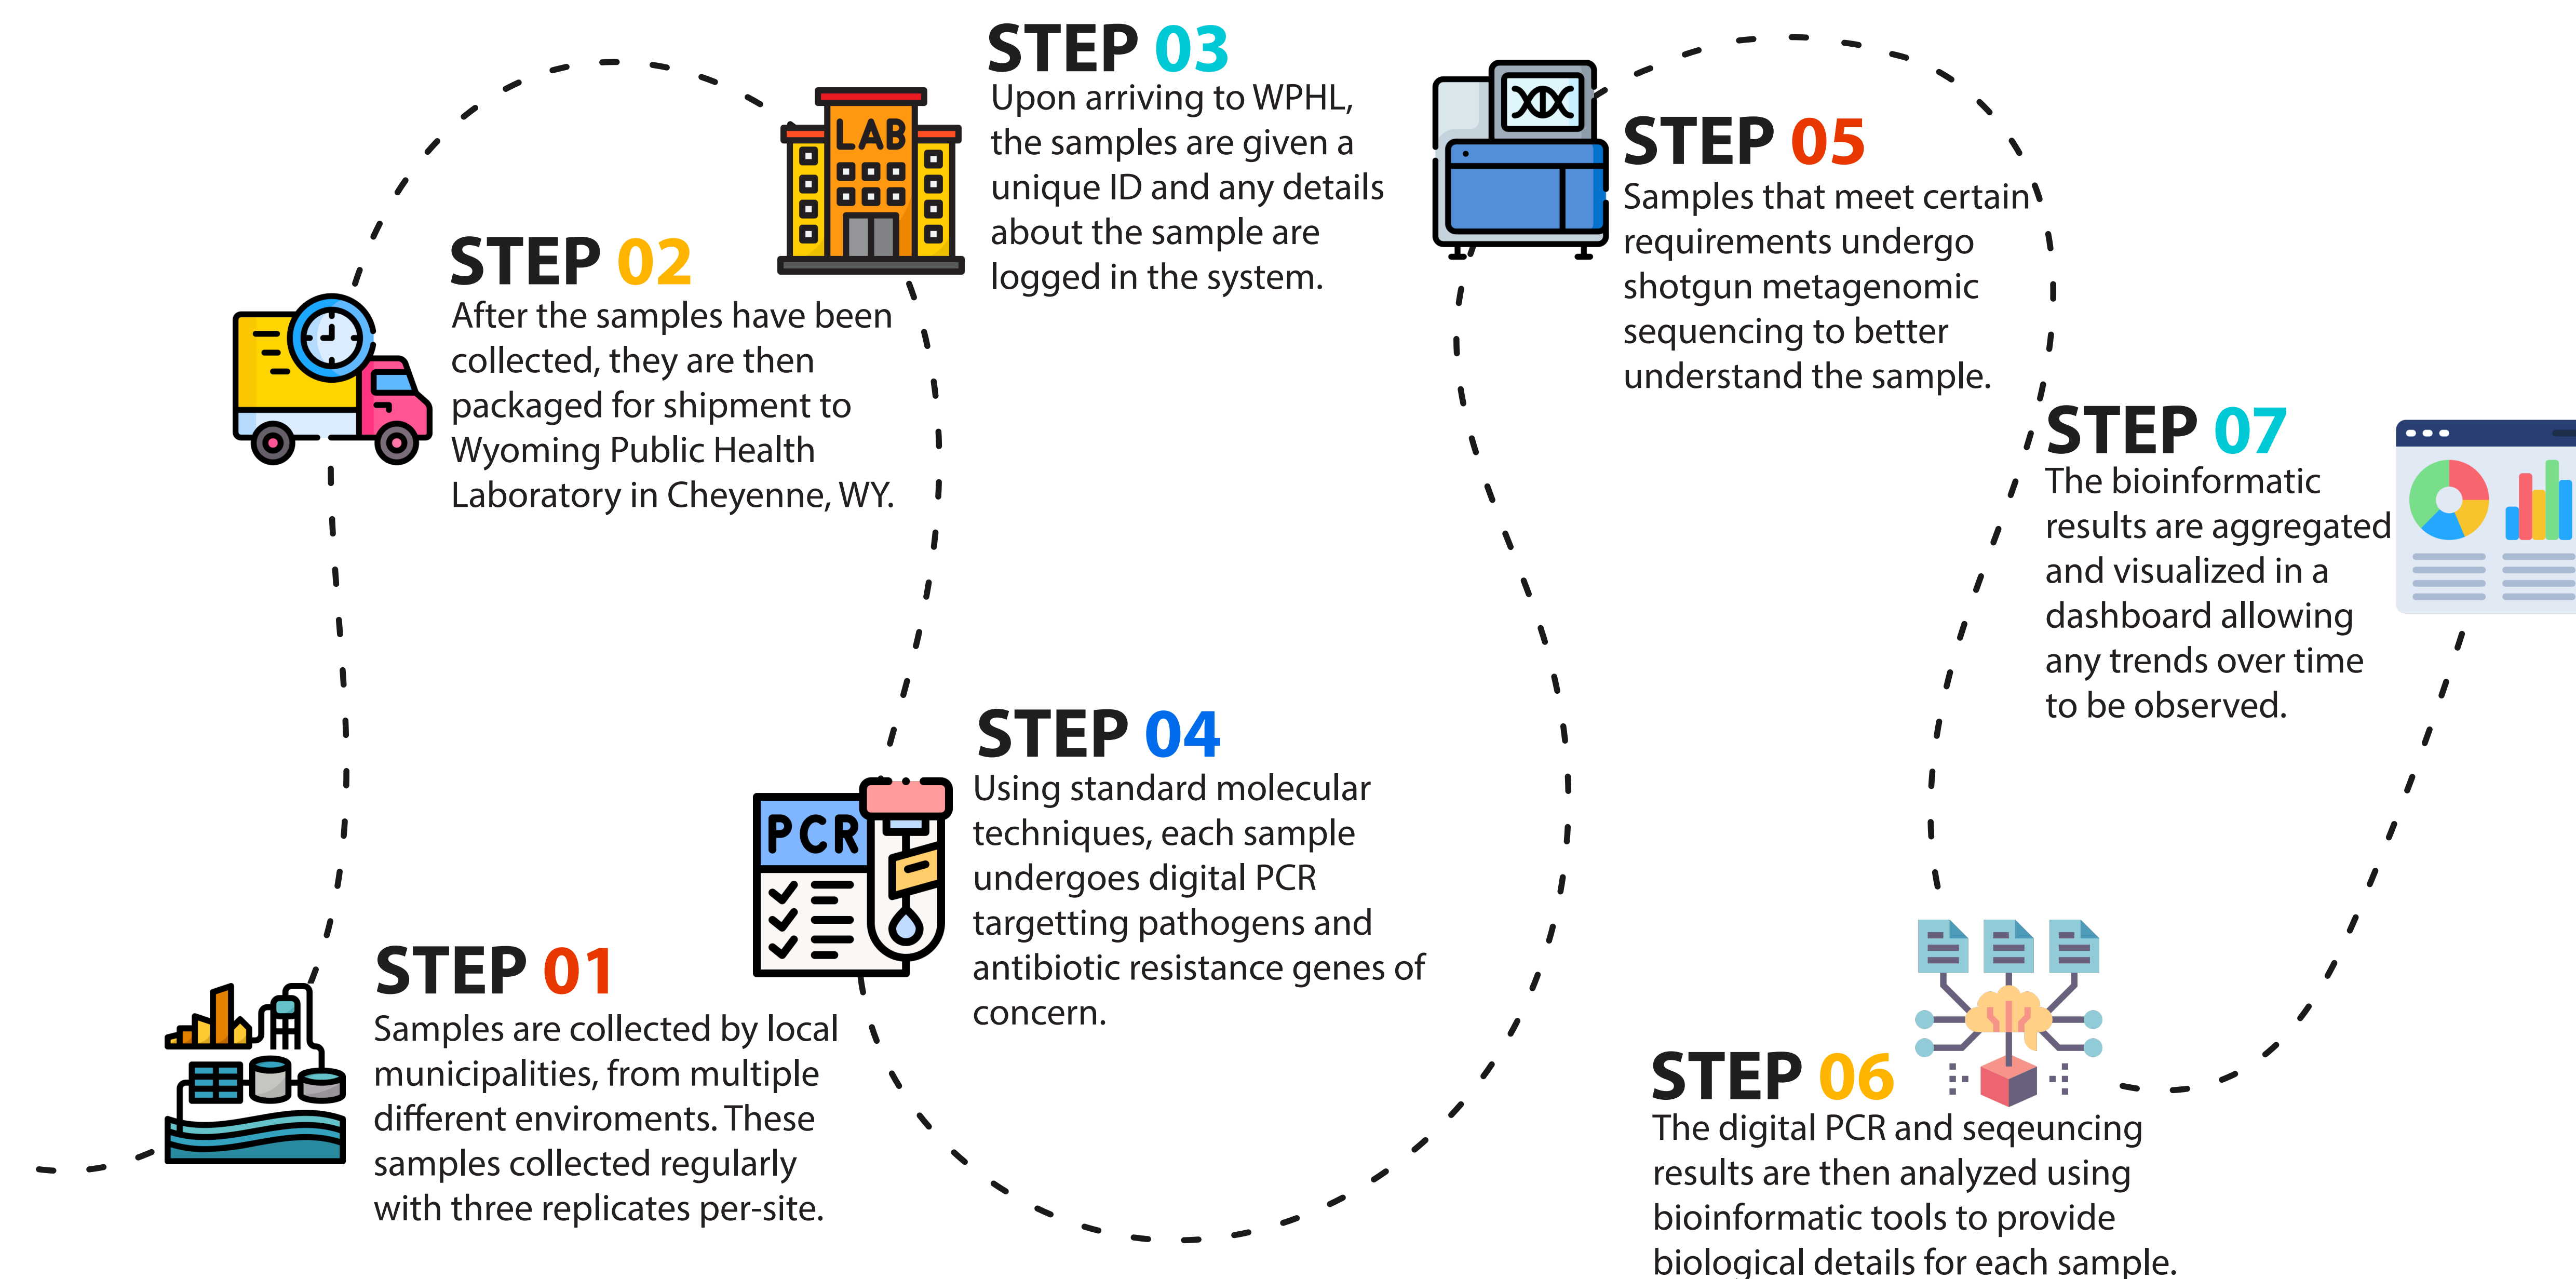 STEP 01
Samples are collected by local
municipalities, from multiple
different enviroments. These
samples collected regularly
with three replicates per-site.
STEP 02
After the samples have been
collected, they are then
packaged for shipment to
Wyoming Public Health
Laboratory in Cheyenne, WY.
LAB
STEP 03
Upon arriving to WPHL,
the samples are given a
unique ID and any details
about the sample are
logged in the system.
PCR
STEP 04
Using standard molecular
techniques, each sample
undergoes digital PCR
targetting pathogens and
antibiotic resistance genes of
concern.
STEP 05
Samples that meet certain
requirements undergo
shotgun metagenomic
sequencing to better
understand the sample.
STEP 06
The digital PCR and seqeuncing
results are then analyzed using
bioinformatic tools to provide
biological details for each sample.
STEP 07
The bioinformatic
results are aggregated
and visualized in a
dashboard allowing
any trends over time
to be observed.